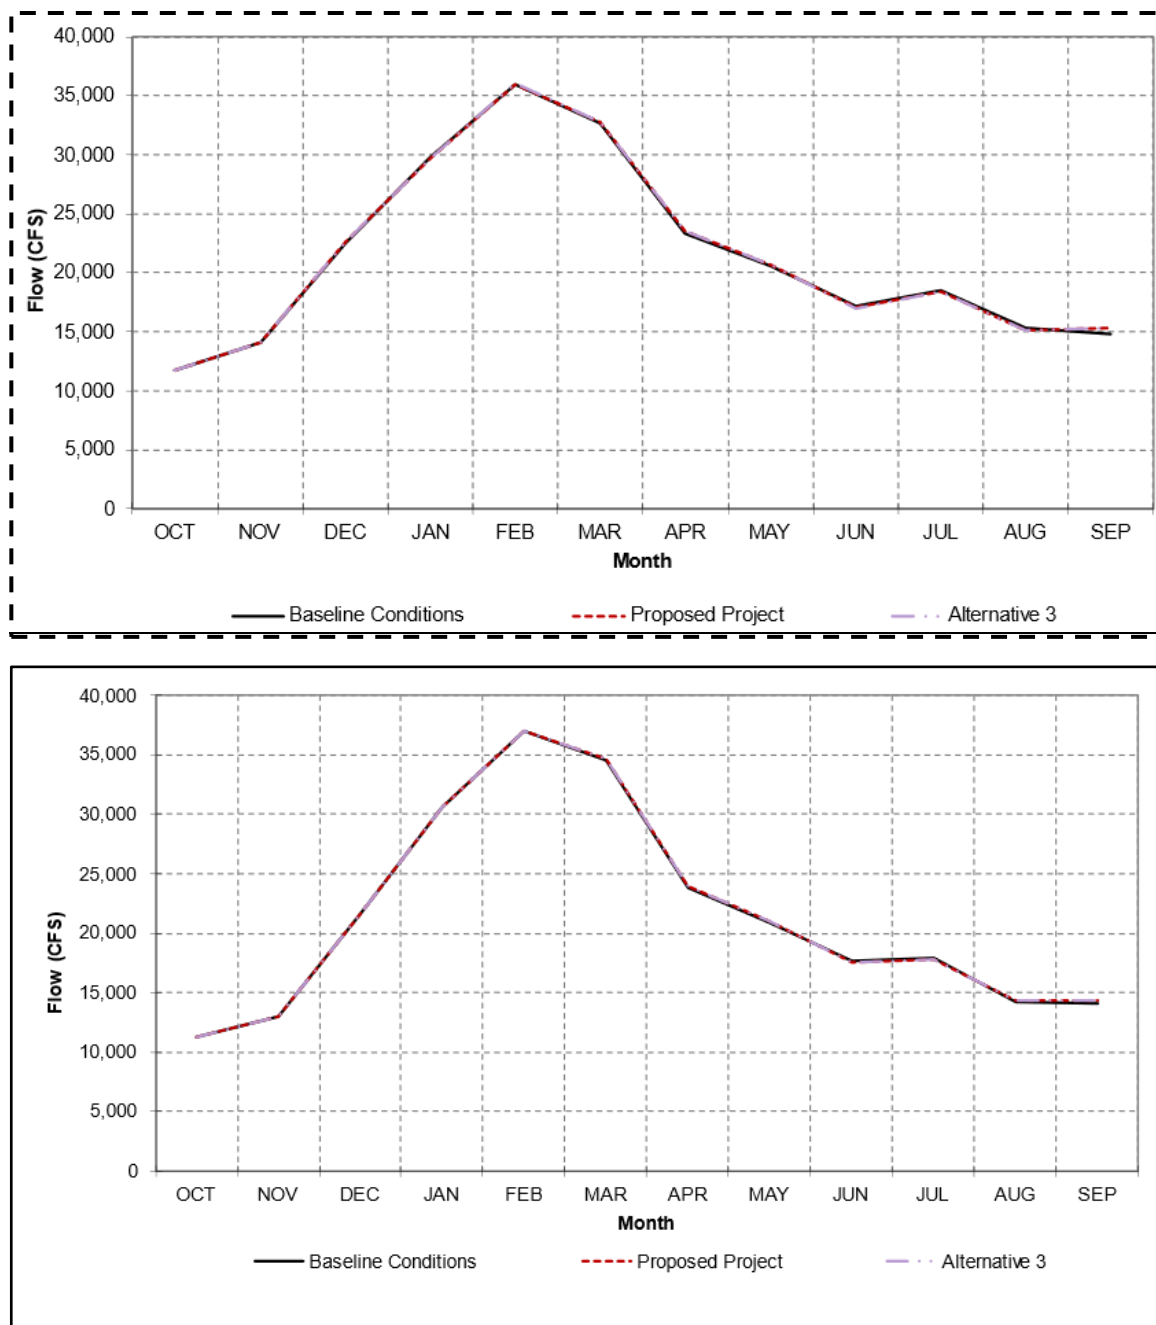 40,000
35,000
30,000
25,000
20,000
15,000
10,000
5,000
0
Flow (CFS)
OCT NOV DEC JAN FEB MAR APR MAY JUN JUL AUG SEP
Month
Baseline Conditions Proposed Project Alternative 3
40,000
35,000
30,000
25,000
20,000
15,000
10,000
5,000
0
Flow (CFS)
OCT NOV DEC JAN FEB MAR APR MAY JUN JUL AUG SEP
Month
Baseline Conditions Proposed Project Alternative 3